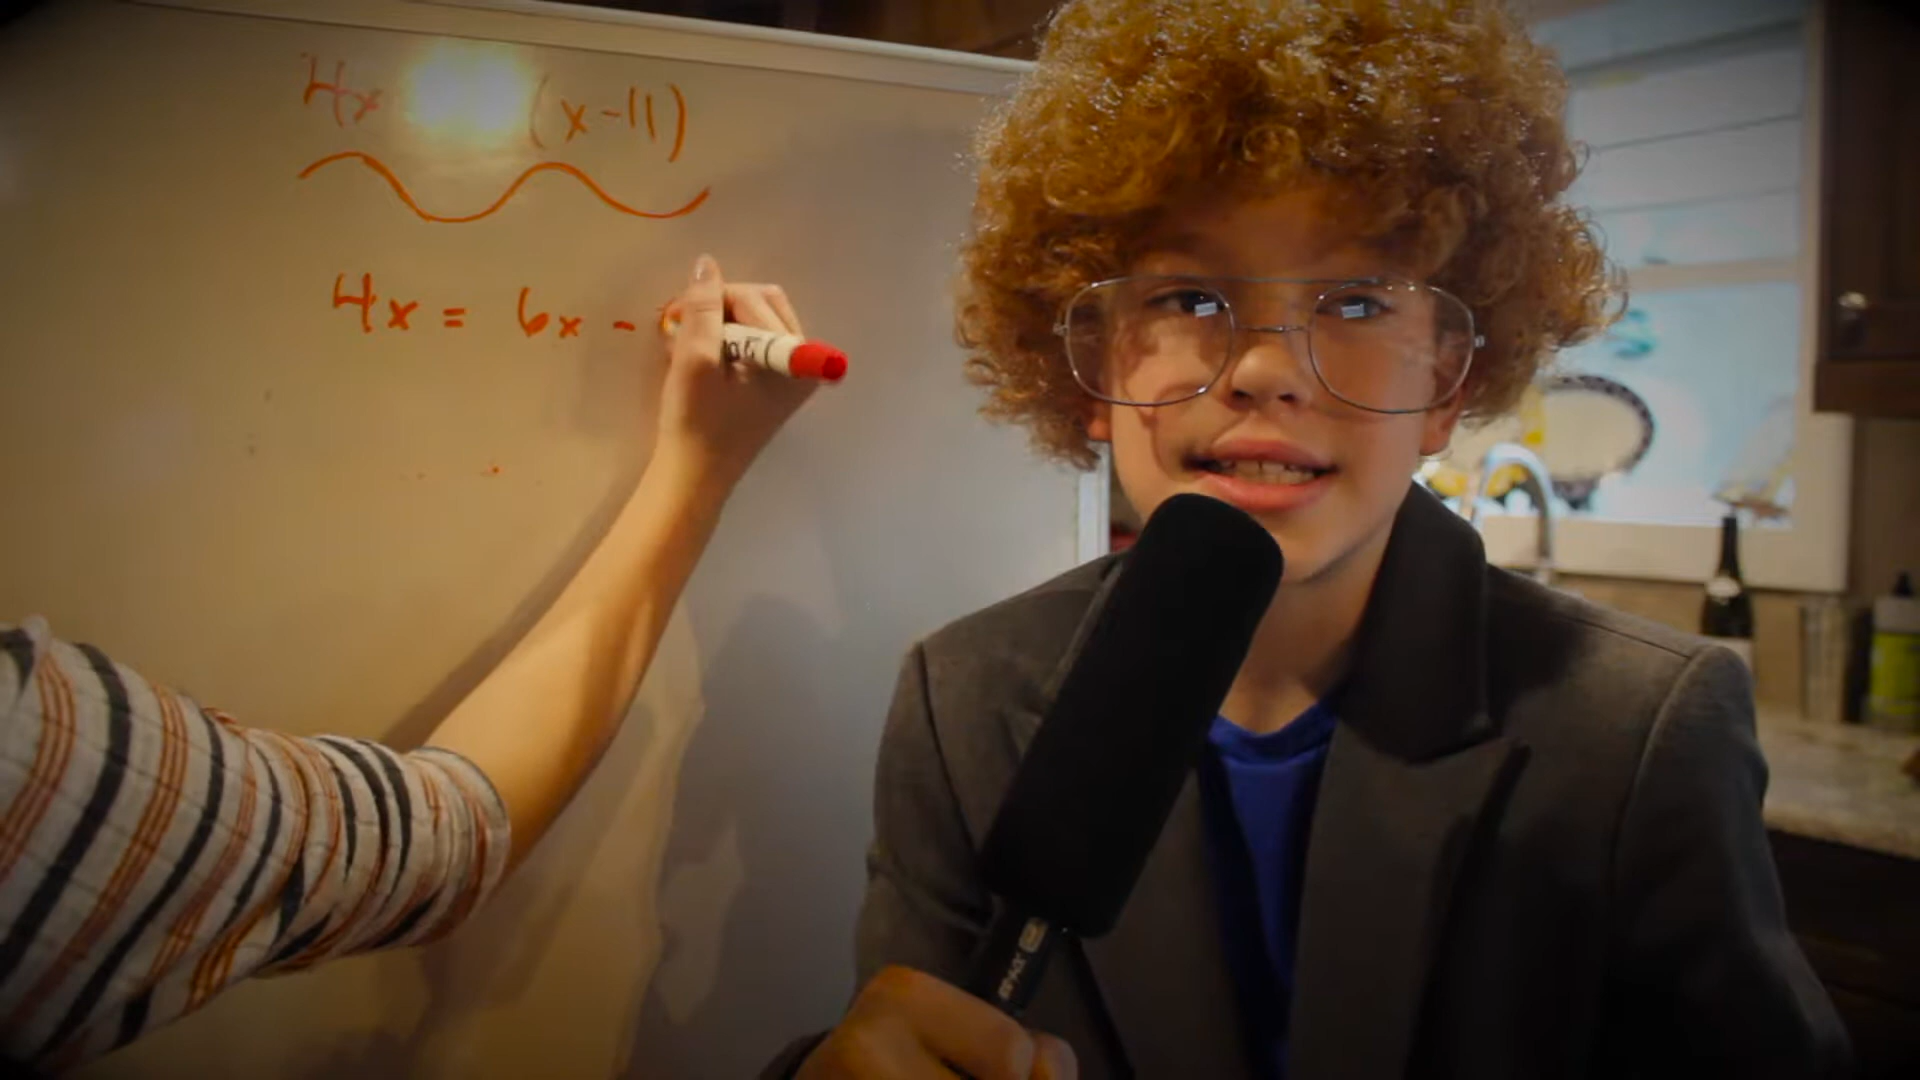 4x (x-11)
4x = 6x -